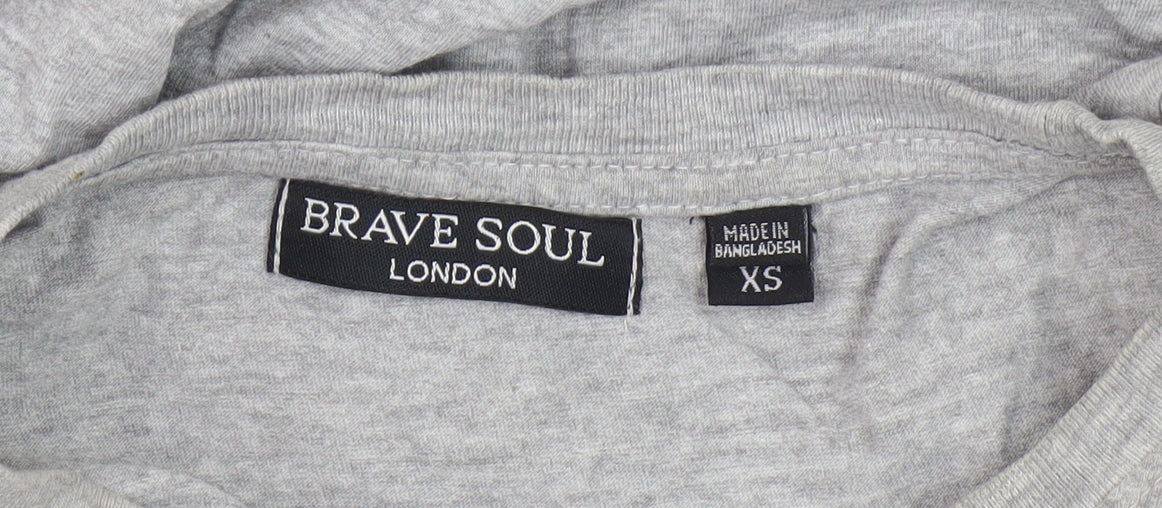 BRAVE SOUL
LONDON
MADE IN
BANGLADESH
XS